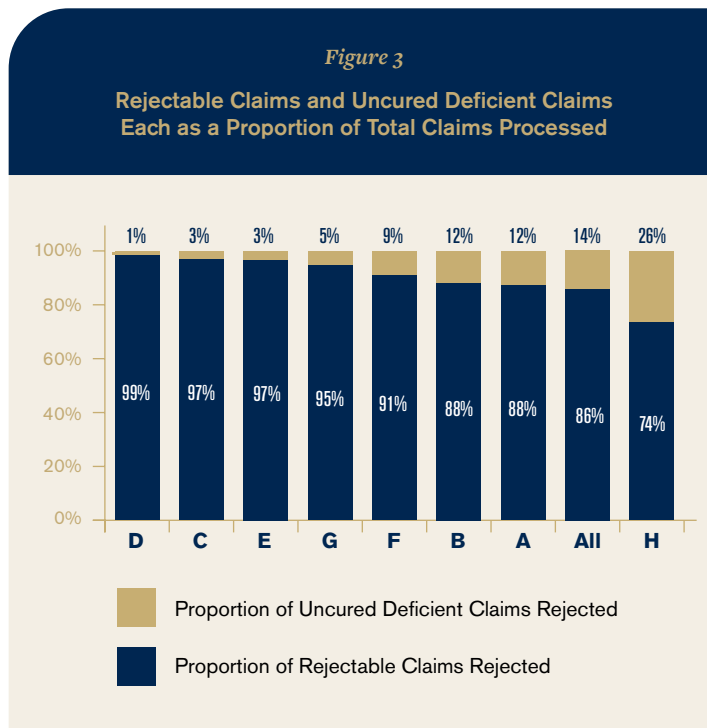 Figure 3
Rejectable Claims and Uncured Deficient Claims
Each as a Proportion of Total Claims Processed
1% 3% 3% 5% 9% 12% 12% 14% 26%
100%
80%
60%
40%
20%
0%
99% 97% 97% 95% 91% 88% 88% 86% 74%
D C E G F B A All H
Proportion of Uncured Deficient Claims Rejected
Proportion of Rejectable Claims Rejected